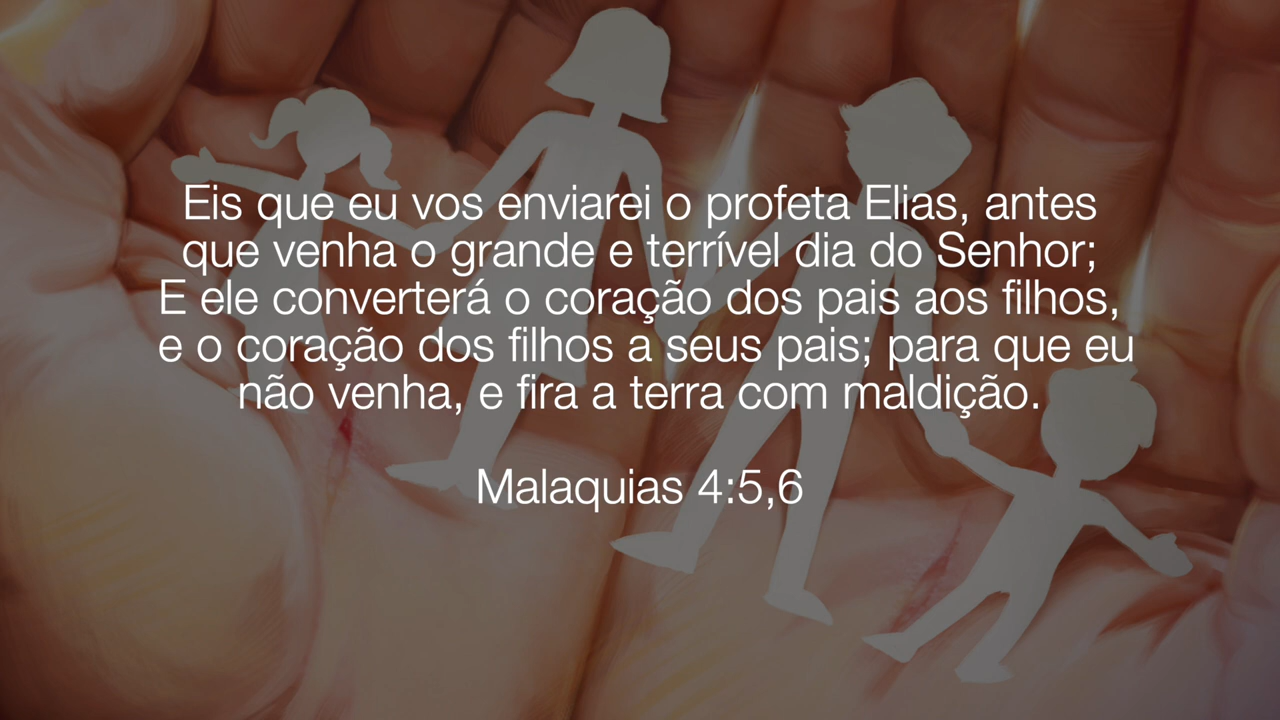 Eis que eu vos enviarei o profeta Elias, antes
que venha o grande e terrível dia do Senhor;
E ele converterá o coração dos pais aos filhos,
e o coração dos filhos a seus pais; para que eu
não venha, e fira a terra com maldição.
Malaquias 4:5,6